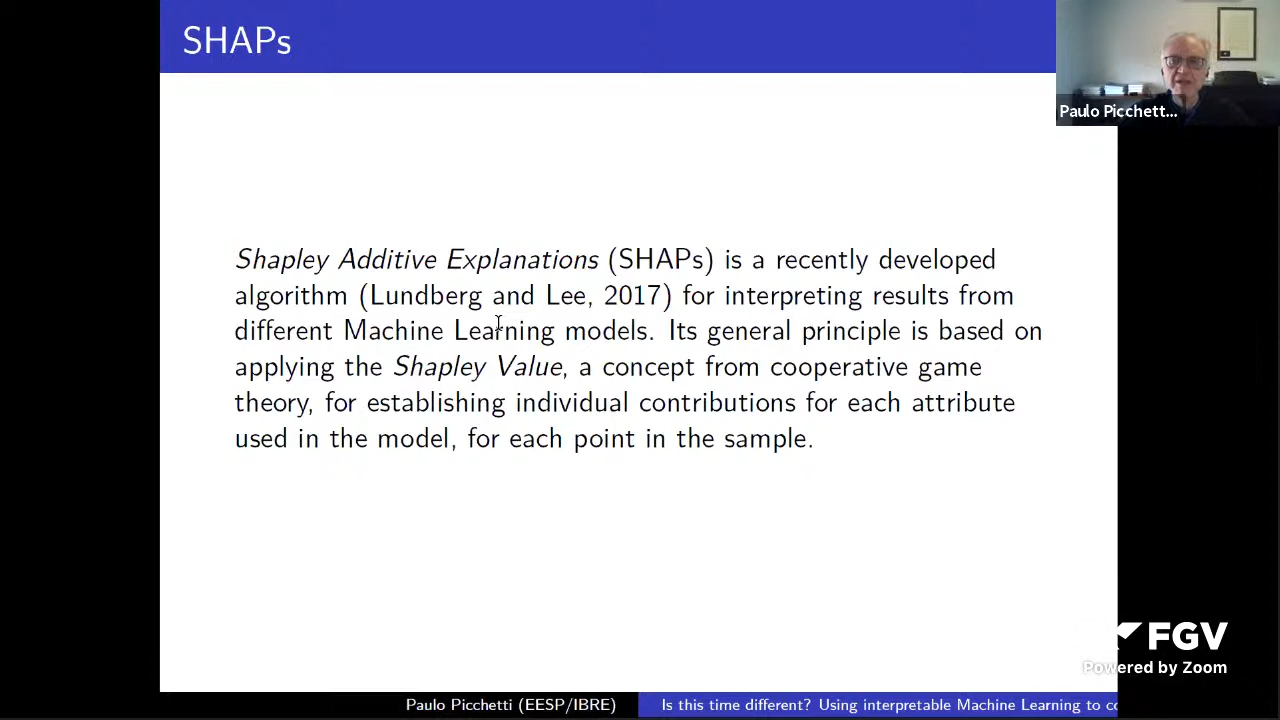 SHAPs
Paulo Picchett...
Shapley Additive Explanations (SHAPs) is a recently developed
algorithm (Lundberg and Lee, 2017) for interpreting results from
different Machine Learning models. Its general principle is based on
applying the Shapley Value, a concept from cooperative game
theory, for establishing individual contributions for each attribute
used in the model, for each point in the sample.
FGV
Powered by Zoom
Paulo Picchetti (EESP/IBRE)
Is this time different? Using interpretable Machine Learning to